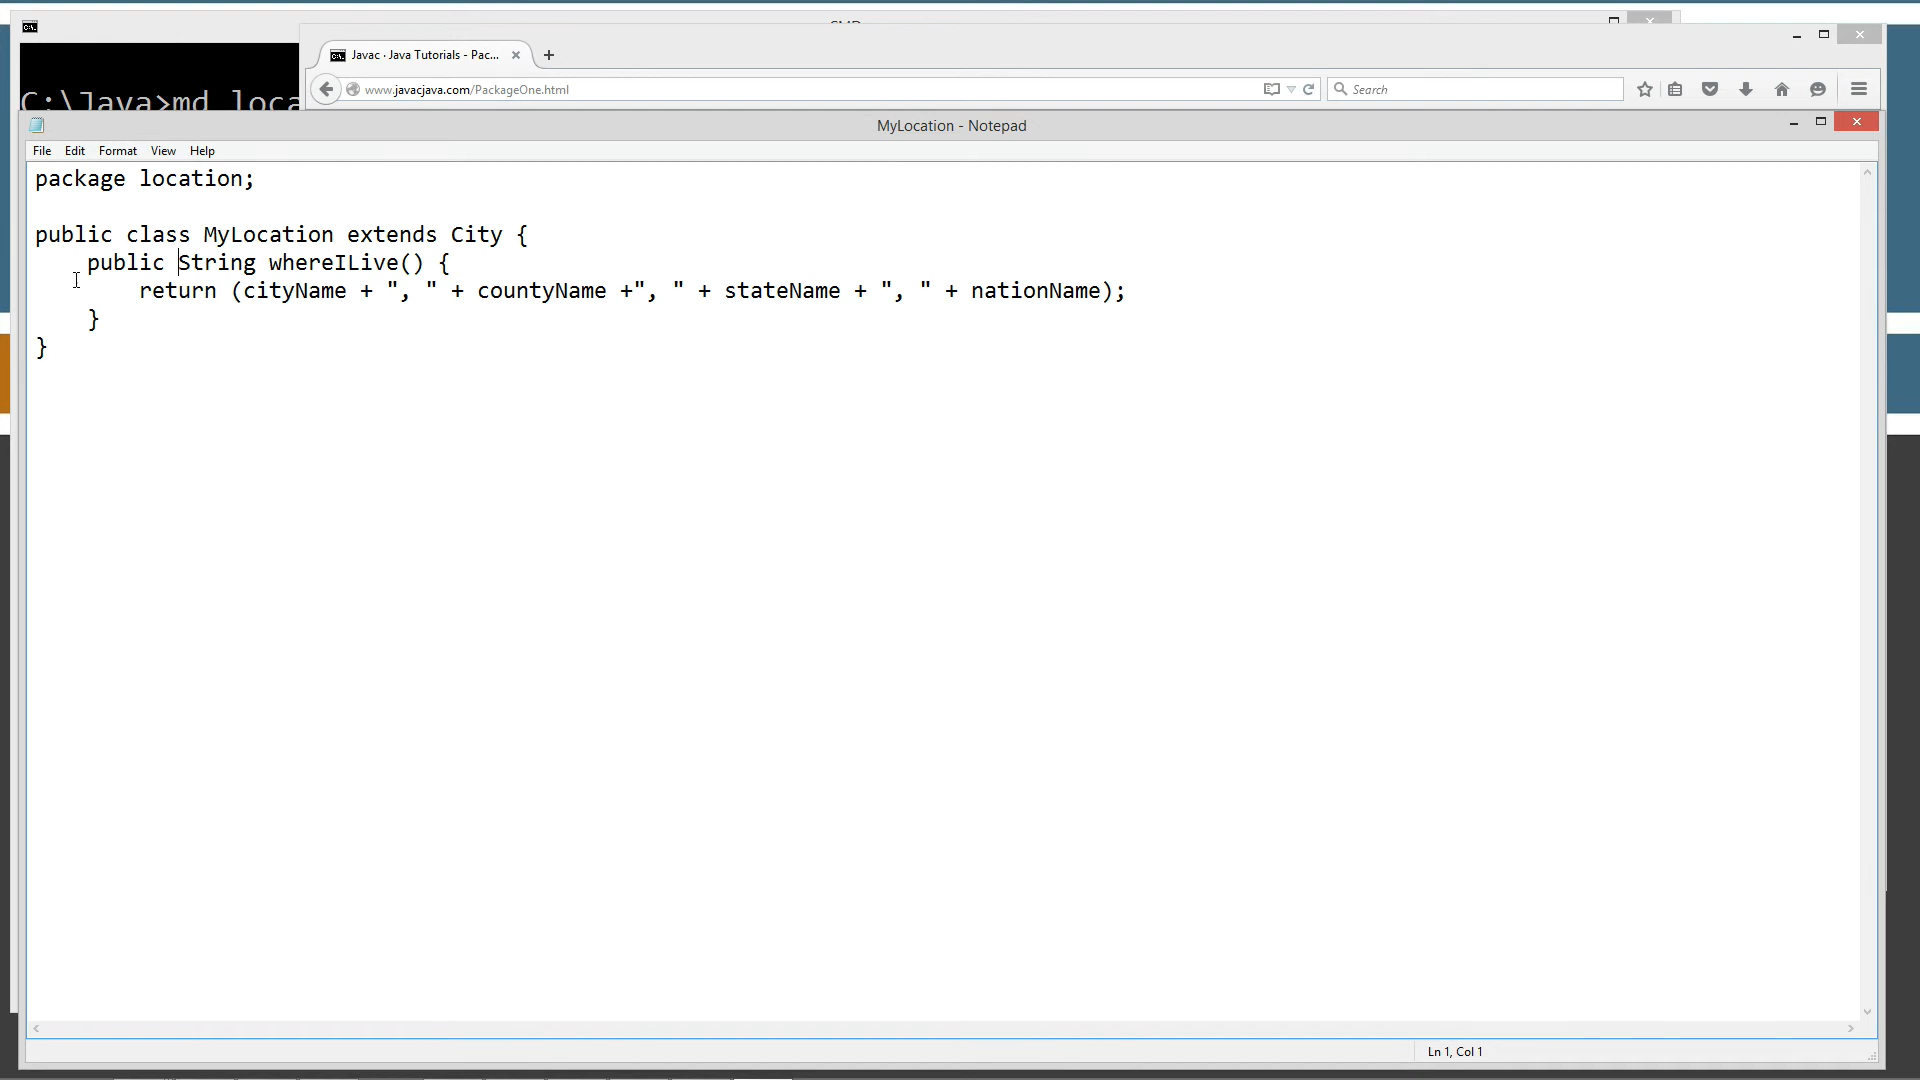 C:\Java>md loca
Javac · Java Tutorials - Pac...
www.javacjava.com/PackageOne.html
Search
MyLocation - Notepad
File Edit Format View Help
package location;
public class MyLocation extends City {
    public String whereILive() {
        return (cityName + ", " + countyName +", " + stateName + ", " + nationName);
    }
}
Ln 1, Col 1